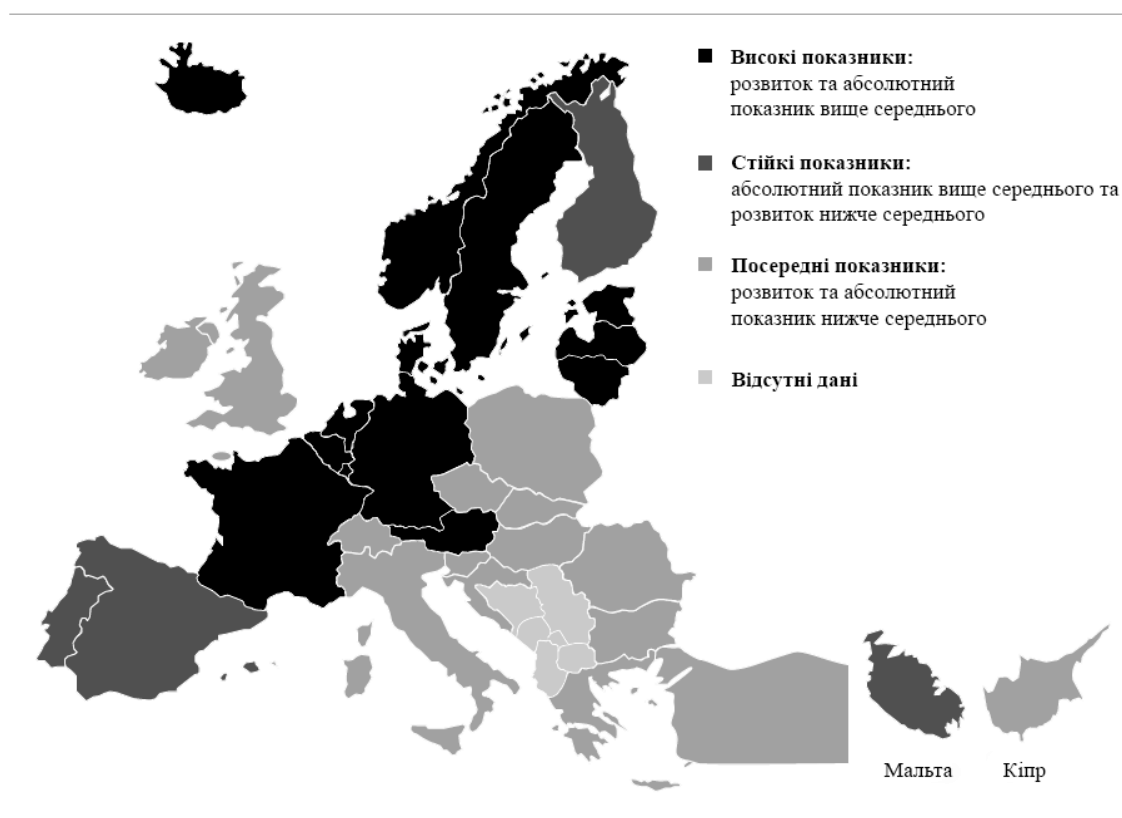 Високі показники:
розвиток та абсолютний
показник вище середнього
Стійкі показники:
абсолютний показник вище середнього та
розвиток нижче середнього
Посередні показники:
розвиток та абсолютний
показник нижче середнього
Відсутні дані
Мальта
Кіпр